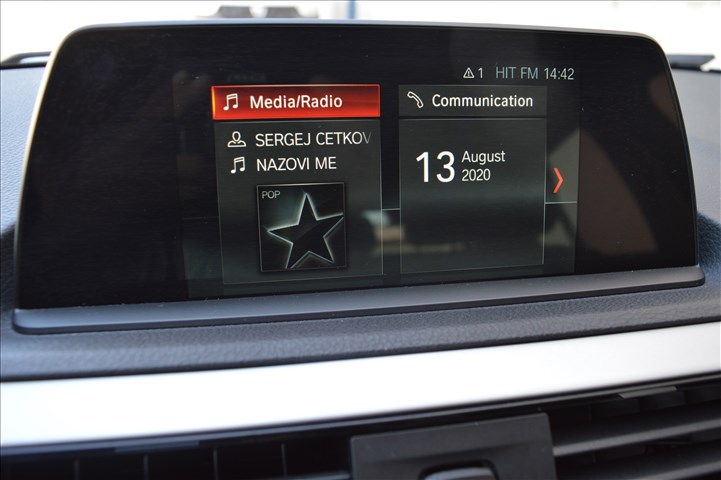 1 HIT FM 14:42
Media/Radio
Communication
SERGEJ CETKOV
NAZOVI ME
POP
13 August
2020